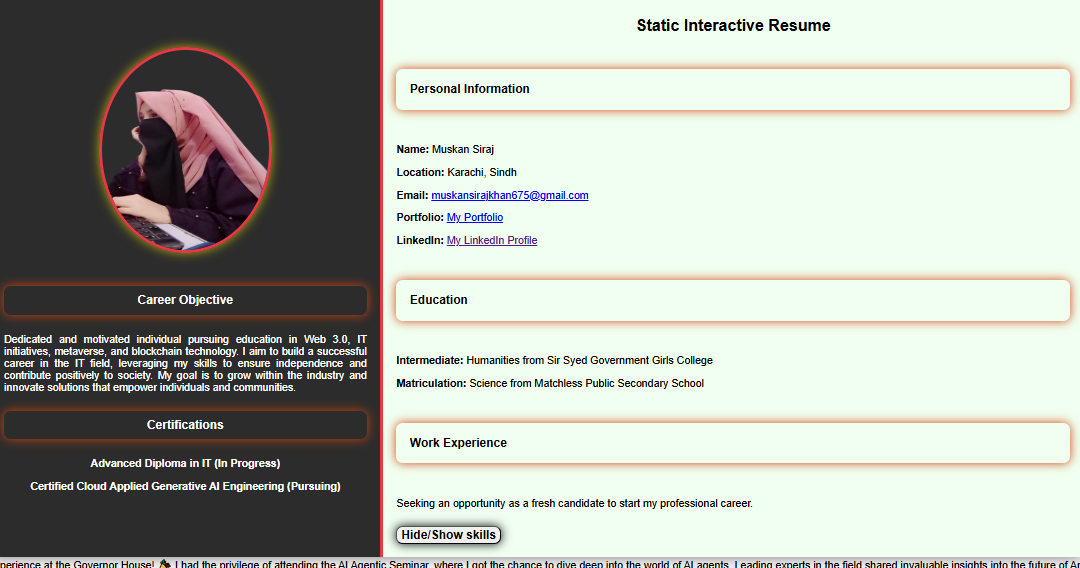 Static Interactive Resume
Career Objective
Dedicated and motivated individual pursuing education in Web 3.0, IT
initiatives, metaverse, and blockchain technology. I aim to build a successful
career in the IT field, leveraging my skills to ensure independence and
contribute positively to society. My goal is to grow within the industry and
innovate solutions that empower individuals and communities.
Certifications
Advanced Diploma in IT (In Progress)
Certified Cloud Applied Generative AI Engineering (Pursuing)
Personal Information
Name: Muskan Siraj
Location: Karachi, Sindh
Email: muskansirajkhan675@gmail.com
Portfolio: My Portfolio
LinkedIn: My LinkedIn Profile
Education
Intermediate: Humanities from Sir Syed Government Girls College
Matriculation: Science from Matchless Public Secondary School
Work Experience
Seeking an opportunity as a fresh candidate to start my professional career.
Hide/Show skills
perience at the Governor House! 🎓 I had the privilege of attending the AI Agentic Seminar, where I got the chance to dive deep into the world of AI agents. Leading experts in the field shared invaluable insights into the future of